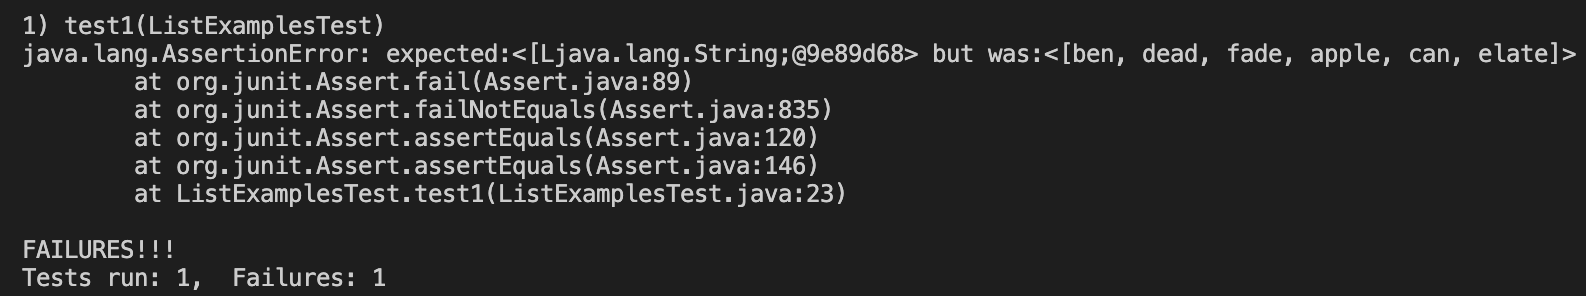 1) test1(ListExamplesTest)
java.lang.AssertionError: expected:<[Ljava.lang.String;@9e89d68> but was:<[ben, dead, fade, apple, can, elate]>
        at org.junit.Assert.fail(Assert.java:89)
        at org.junit.Assert.failNotEquals(Assert.java:835)
        at org.junit.Assert.assertEquals(Assert.java:120)
        at org.junit.Assert.assertEquals(Assert.java:146)
        at ListExamplesTest.test1(ListExamplesTest.java:23)

FAILURES!!!
Tests run: 1,  Failures: 1